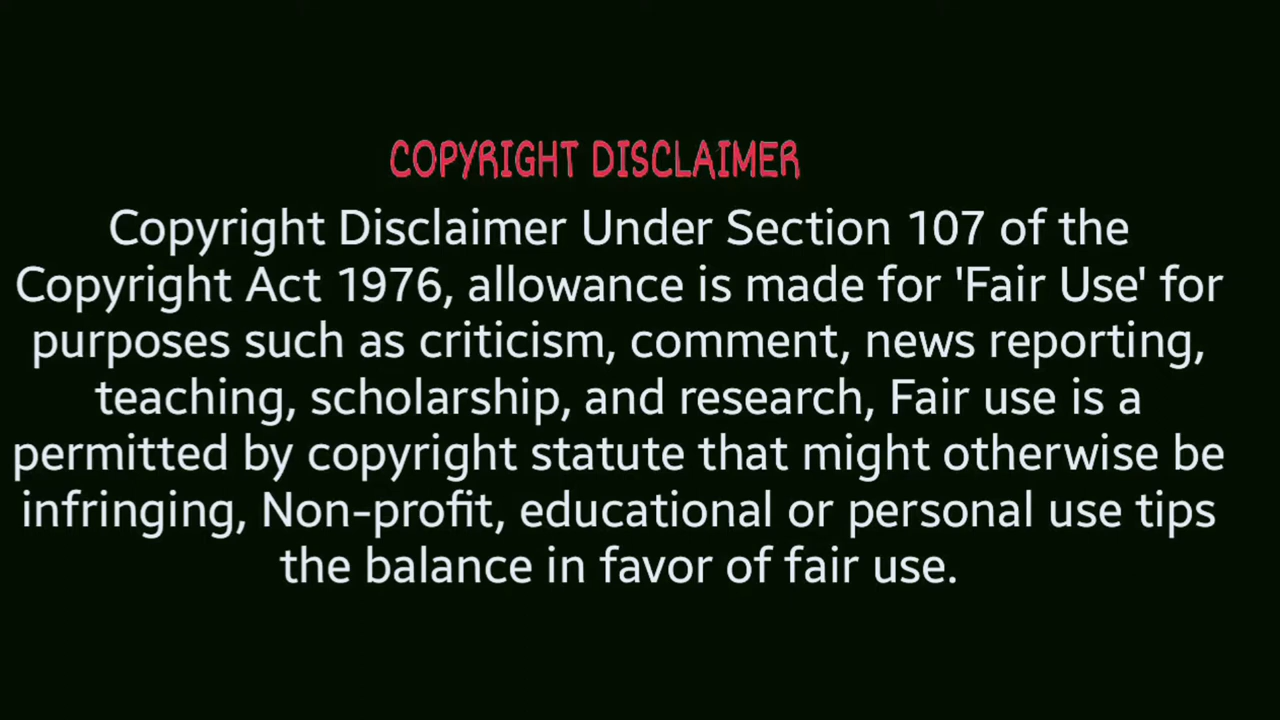 COPYRIGHT DISCLAIMER
Copyright Disclaimer Under Section 107 of the
Copyright Act 1976, allowance is made for 'Fair Use' for
purposes such as criticism, comment, news reporting,
teaching, scholarship, and research, Fair use is a
permitted by copyright statute that might otherwise be
infringing, Non-profit, educational or personal use tips
the balance in favor of fair use.